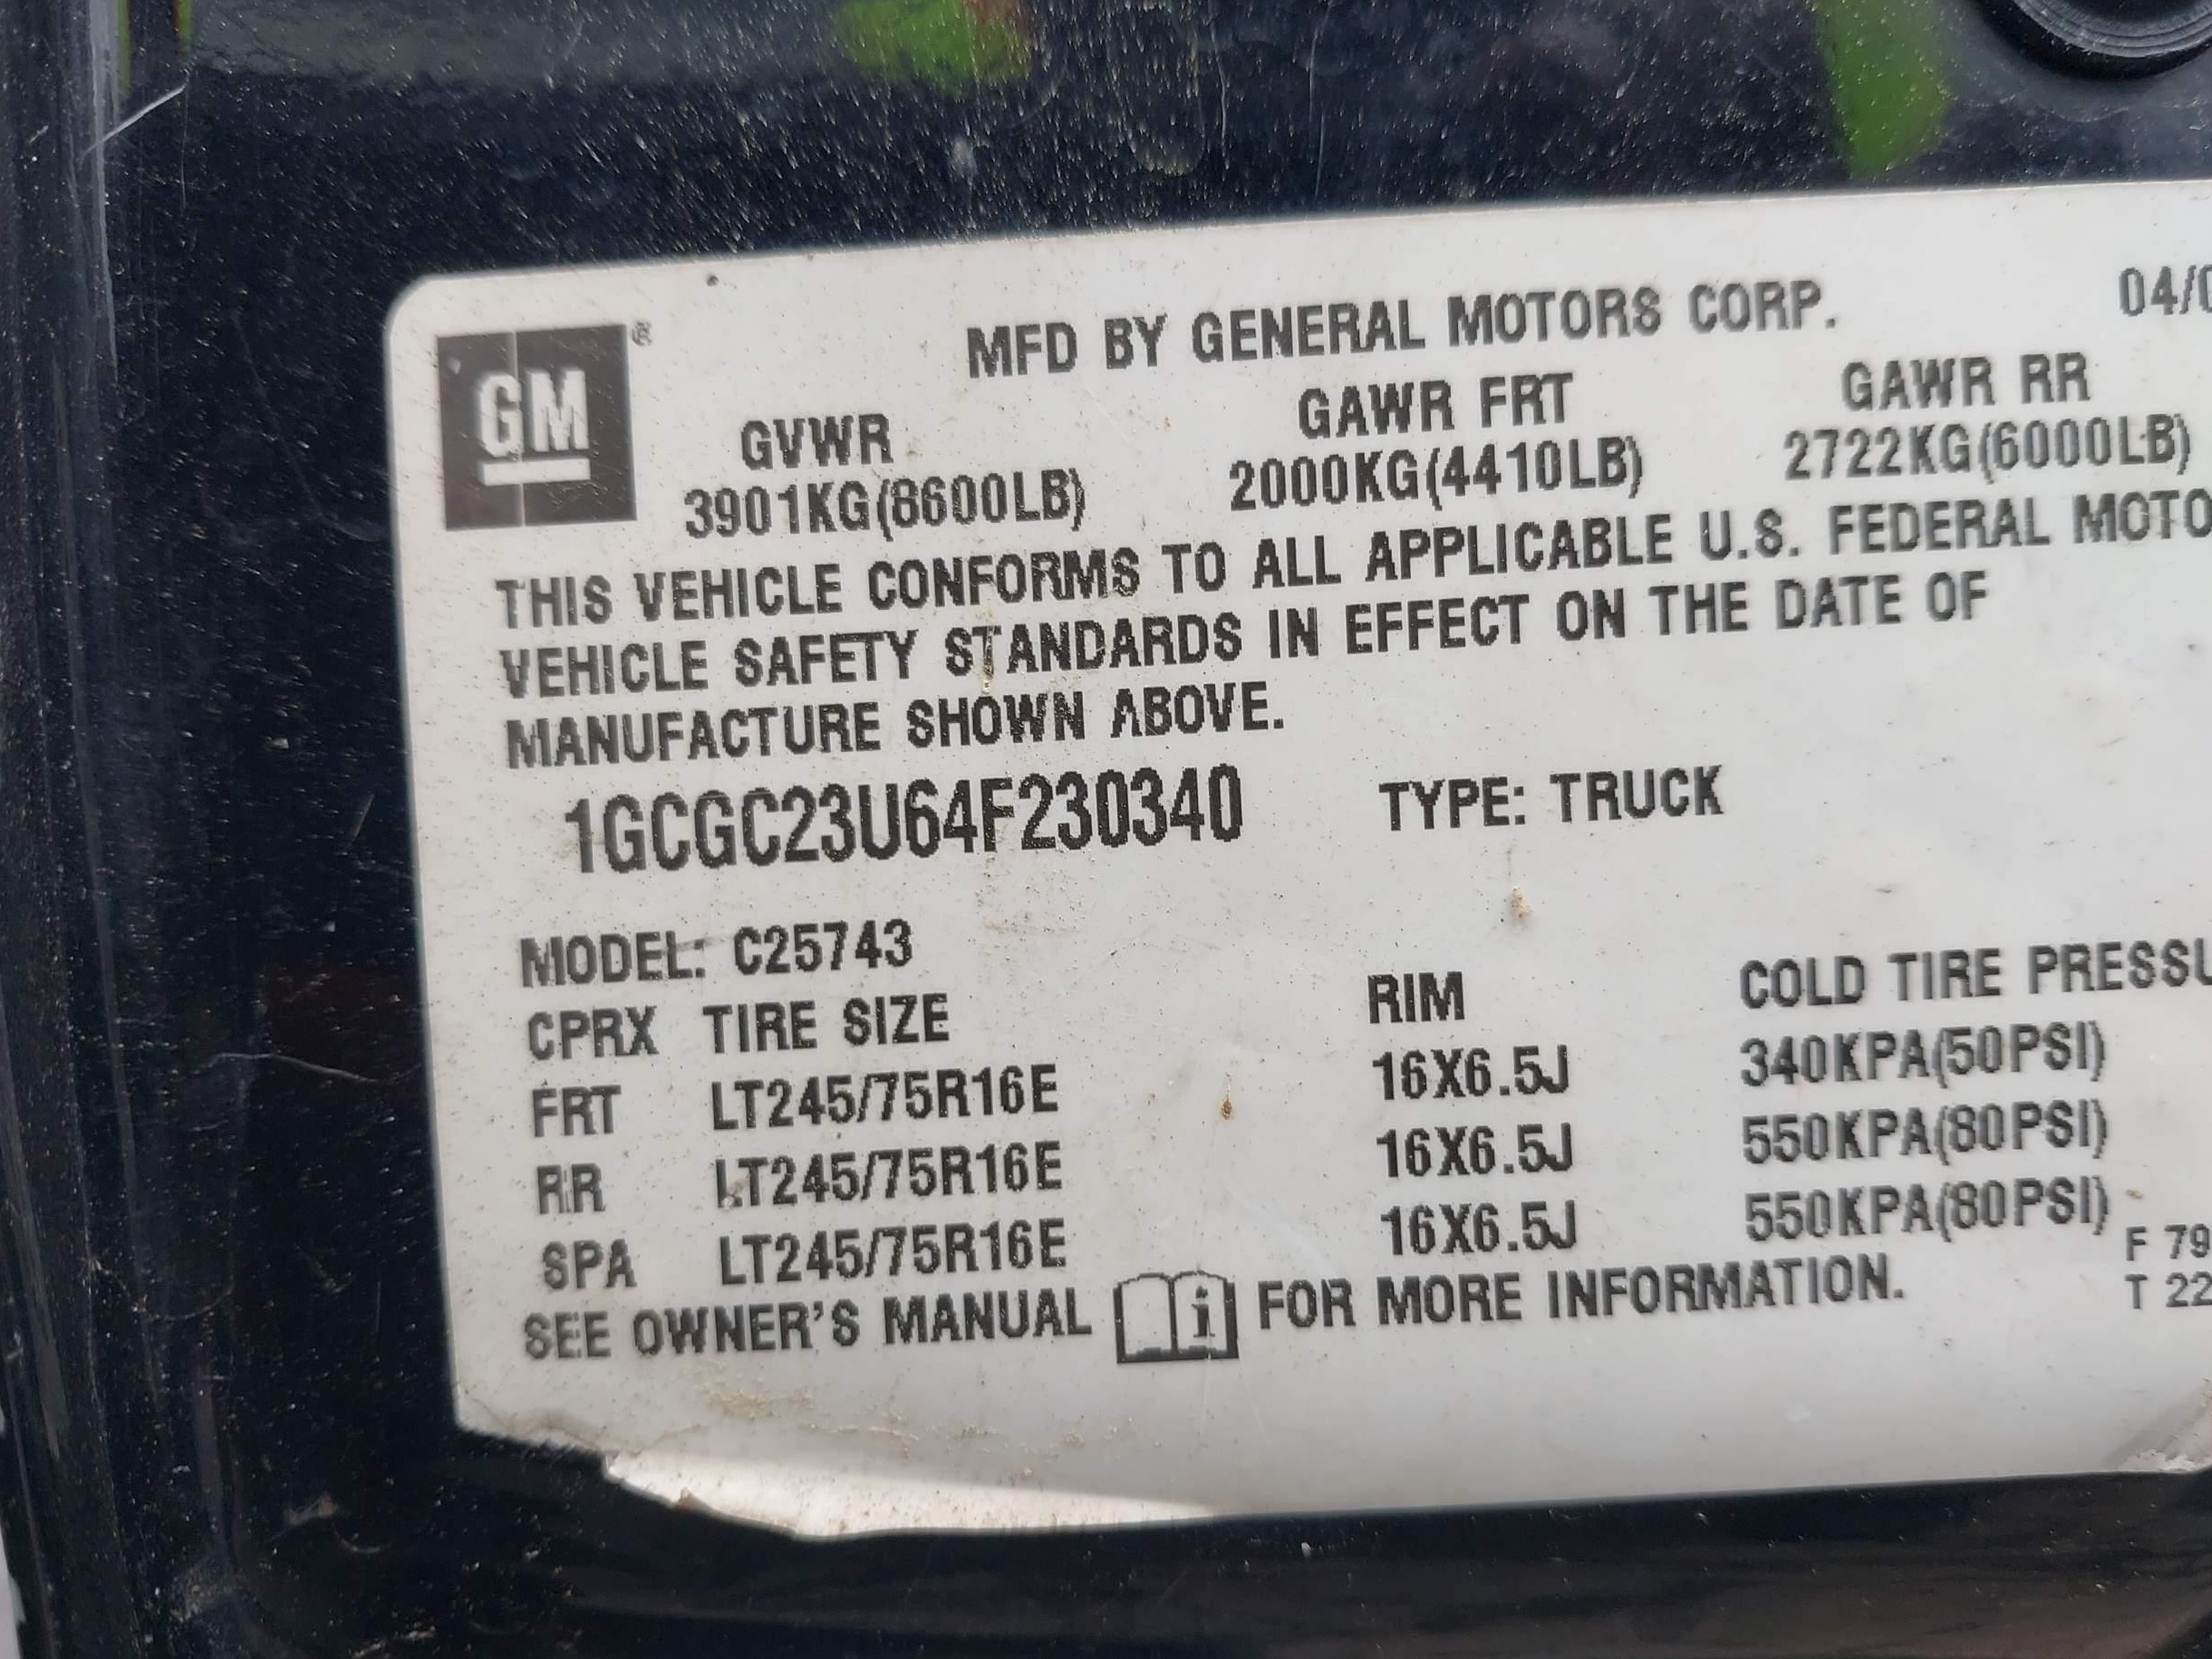 GM®
MFD BY GENERAL MOTORS CORP. 04/0
GVWR GAWR FRT GAWR RR
3901KG(8600LB) 2000KG(4410LB) 2722KG(6000LB)
THIS VEHICLE CONFORMS TO ALL APPLICABLE U.S. FEDERAL MOTO
VEHICLE SAFETY STANDARDS IN EFFECT ON THE DATE OF
MANUFACTURE SHOWN ABOVE.
1GCGC23U64F230340 TYPE: TRUCK
MODEL: C25743
CPRX TIRE SIZE RIM COLD TIRE PRESSU
FRT LT245/75R16E 16X6.5J 340KPA(50PSI)
RR LT245/75R16E 16X6.5J 550KPA(80PSI)
SPA LT245/75R16E 16X6.5J 550KPA(80PSI)
F 79
SEE OWNER'S MANUAL i FOR MORE INFORMATION.
T 22